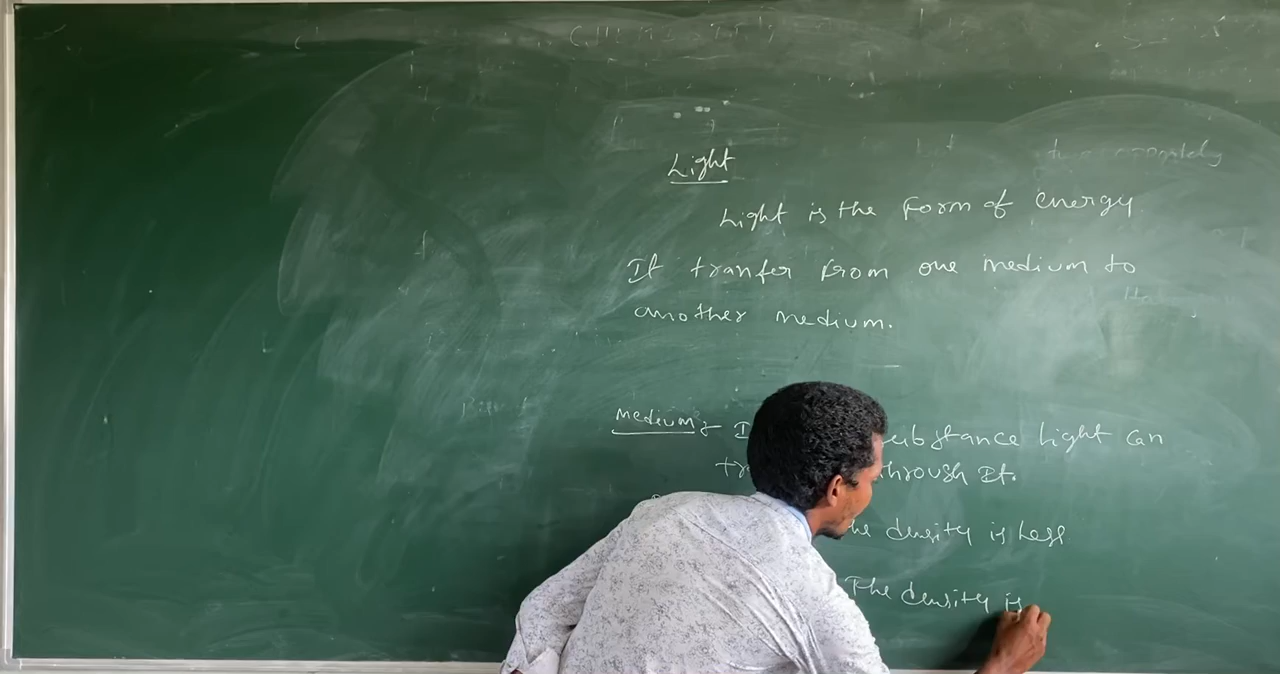 Light
Light is the Form of energy
It tranfer from one medium to
another medium.
Medium :- substance Light can
through It.
he density is Less
The density is